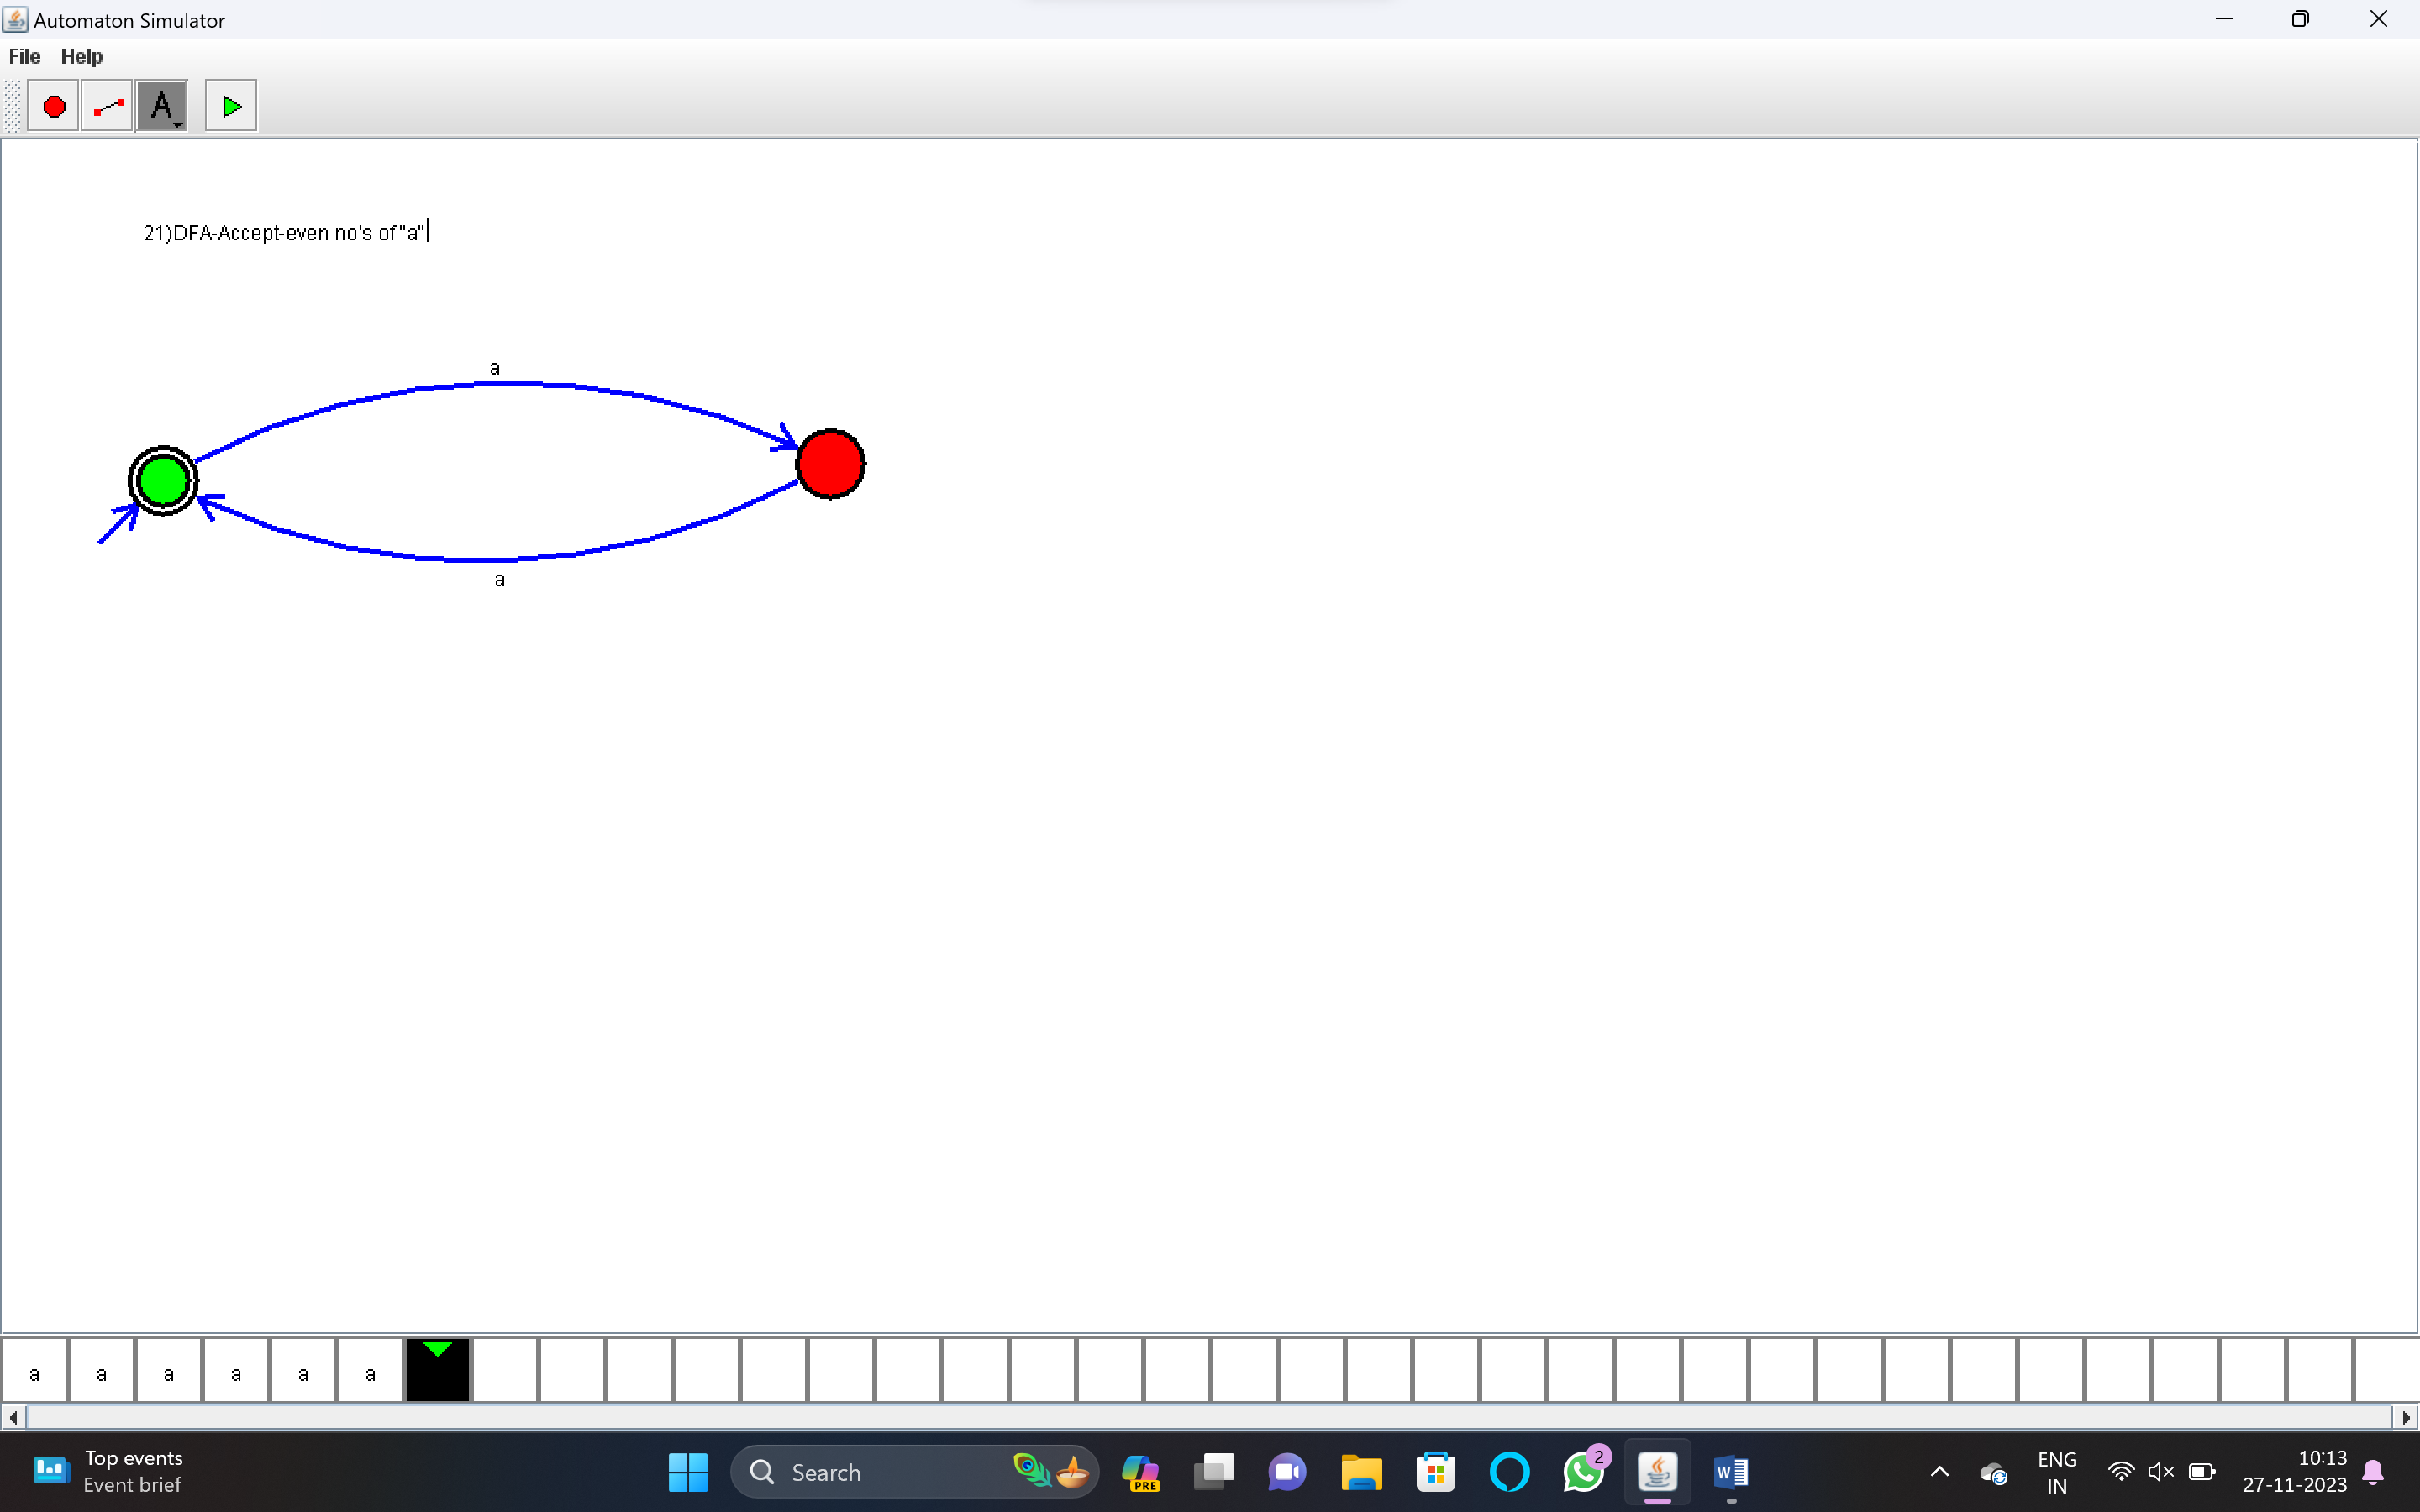 Automaton Simulator
File Help
A
21)DFA-Accept-even no's of"a"
a
a
a a a a a a
Top events
Event brief
Search
PRE
2
W
ENG
IN
10:13
27-11-2023